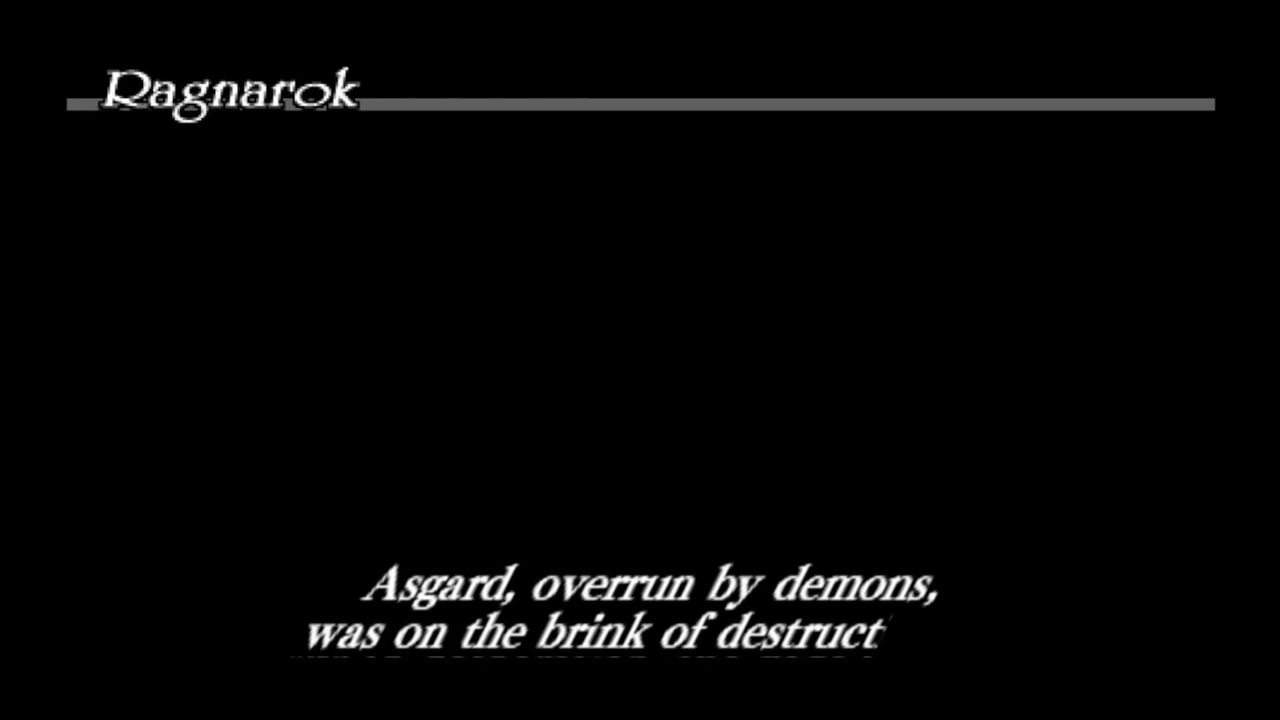 Ragnarok
Asgard, overrun by demons,
was on the brink of destruct